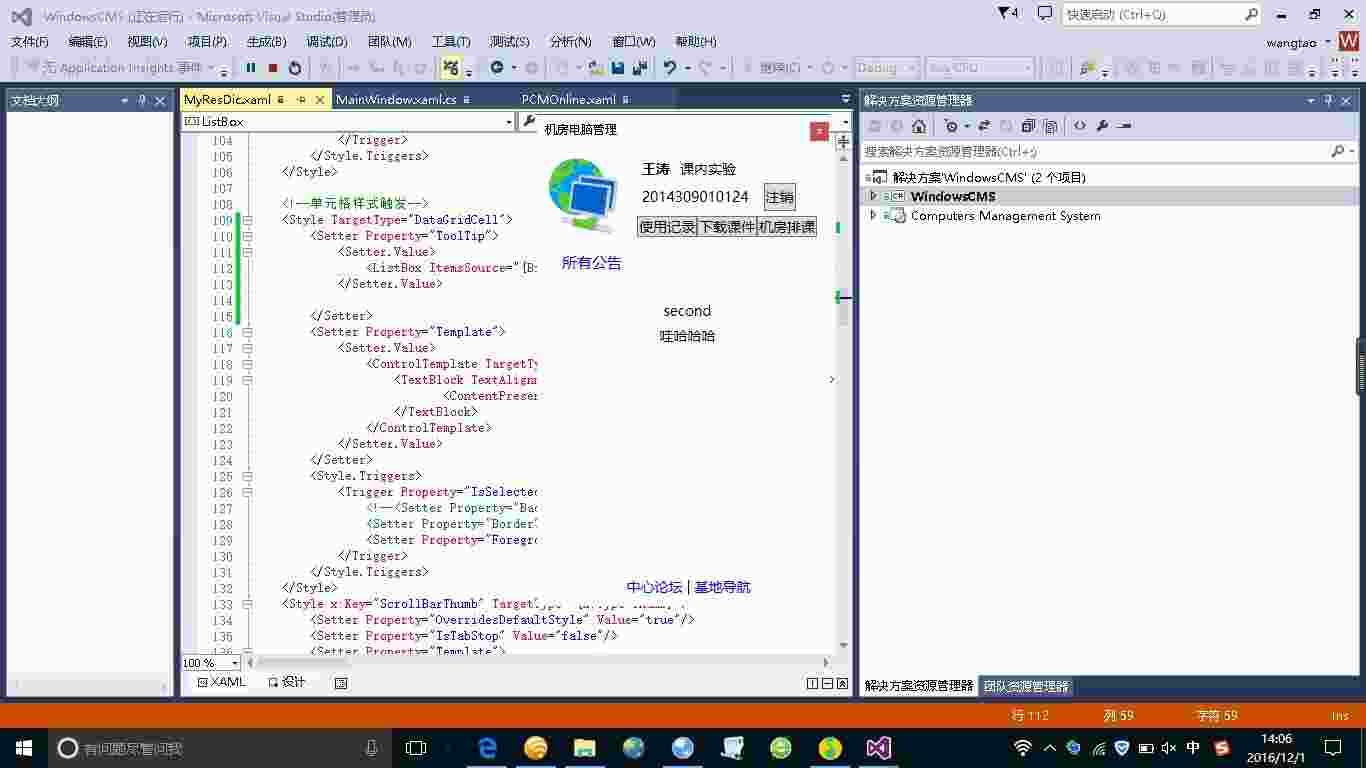 WindowsCMS (正在运行) - Microsoft Visual Studio(管理员)
4
快速启动 (Ctrl+Q)
文件(F) 编辑(E) 视图(V) 项目(P) 生成(B) 调试(D) 团队(M) 工具(T) 测试(S) 分析(N) 窗口(W) 帮助(H)
wangtao
W
无 Application Insights 事件
继续(C)
Debug
Any CPU
文档大纲
MyResDic.xaml
MainWindow.xaml.cs
PCMOnline.xaml
ListBox
104 </Trigger>
105 </Style.Triggers>
106 </Style>
107
108 <!--单元格样式触发-->
109 <Style TargetType="DataGridCell">
110 <Setter Property="ToolTip">
111 <Setter.Value>
112 <ListBox ItemsSource="{B
113 </Setter.Value>
114
115 </Setter>
116 <Setter Property="Template">
117 <Setter.Value>
118 <ControlTemplate TargetTy
119 <TextBlock TextAlignm
120 <ContentPresen
121 </TextBlock>
122 </ControlTemplate>
123 </Setter.Value>
124 </Setter>
125 <Style.Triggers>
126 <Trigger Property="IsSelected
127 <!--<Setter Property="Bac
128 <Setter Property="Border"
129 <Setter Property="Foregro
130 </Trigger>
131 </Style.Triggers>
132 </Style>
133 <Style x:Key="ScrollBarThumb" TargetType
134 <Setter Property="OverridesDefaultStyle" Value="true"/>
135 <Setter Property="IsTabStop" Value="false"/>
136 <Setter Property="Template">
100 %
XAML
设计
机房电脑管理
王涛 课内实验
2014309010124 注销
使用记录 下载课件 机房排课
所有公告
second
哇哈哈哈
中心论坛 | 基地导航
解决方案资源管理器
搜索解决方案资源管理器(Ctrl+;)
解决方案'WindowsCMS' (2 个项目)
WindowsCMS
Computers Management System
解决方案资源管理器 团队资源管理器
行 112 列 59 字符 59 Ins
有问题尽管问我
中
14:06
2016/12/1